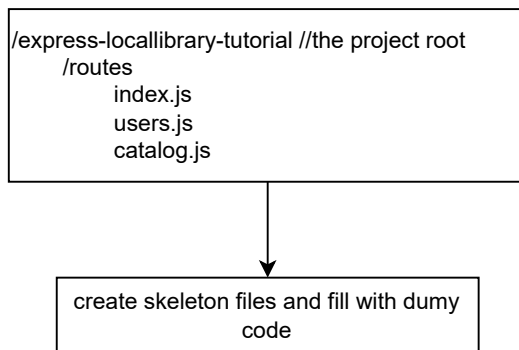 /express-locallibrary-tutorial //the project root
/routes
index.js
users.js
catalog.js
create skeleton files and fill with dumy
code